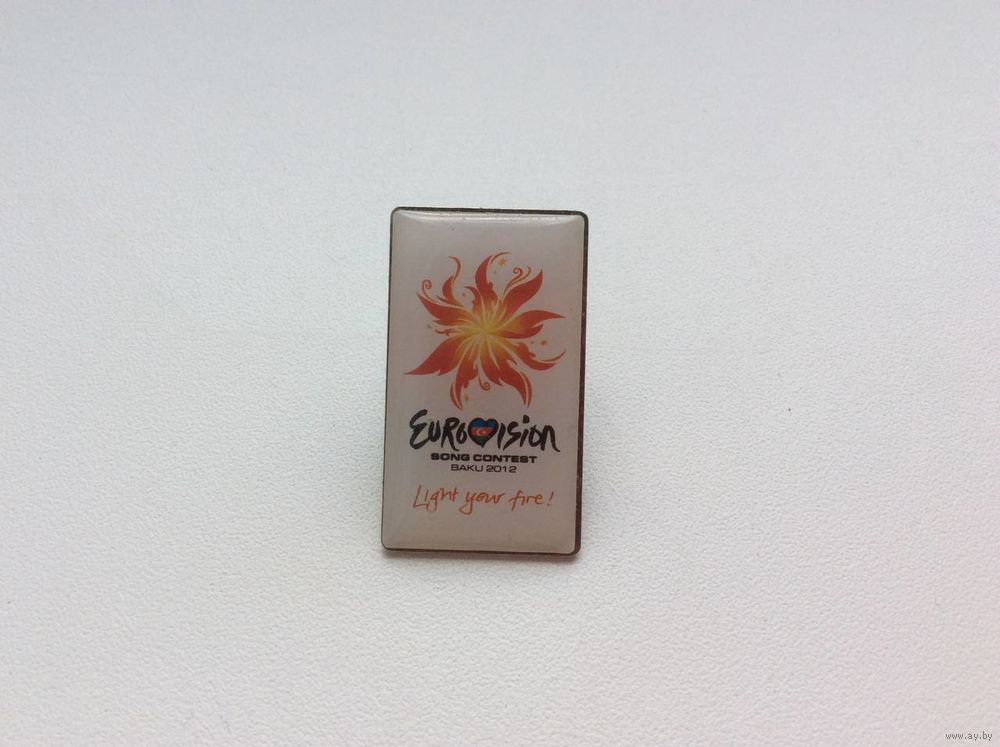 EUROVISION
SONG CONTEST
BAKU 2012
Light your fire!
www.ay.by